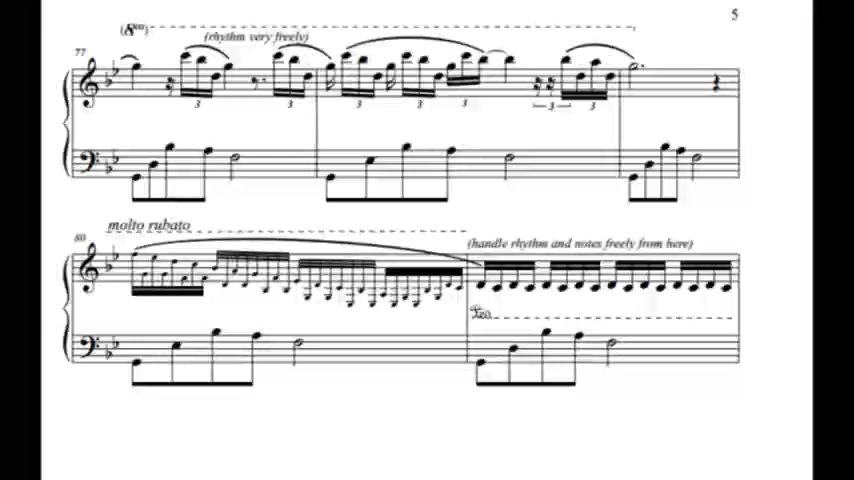 5
(8va)
(rhythm very freely)
77
3 3 3 3 3 3 3
molto rubato
80
(handle rhythm and notes freely from here)
Ped.